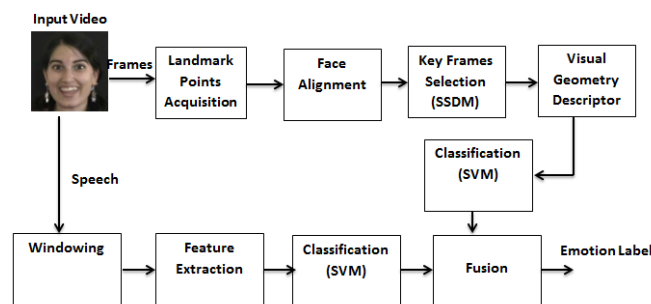 Input Video
Frames
Landmark
Points
Acquisition
Face
Alignment
Key Frames
Selection
(SSDM)
Visual
Geometry
Descriptor
Classification
(SVM)
Speech
Windowing
Feature
Extraction
Classification
(SVM)
Fusion
Emotion Label